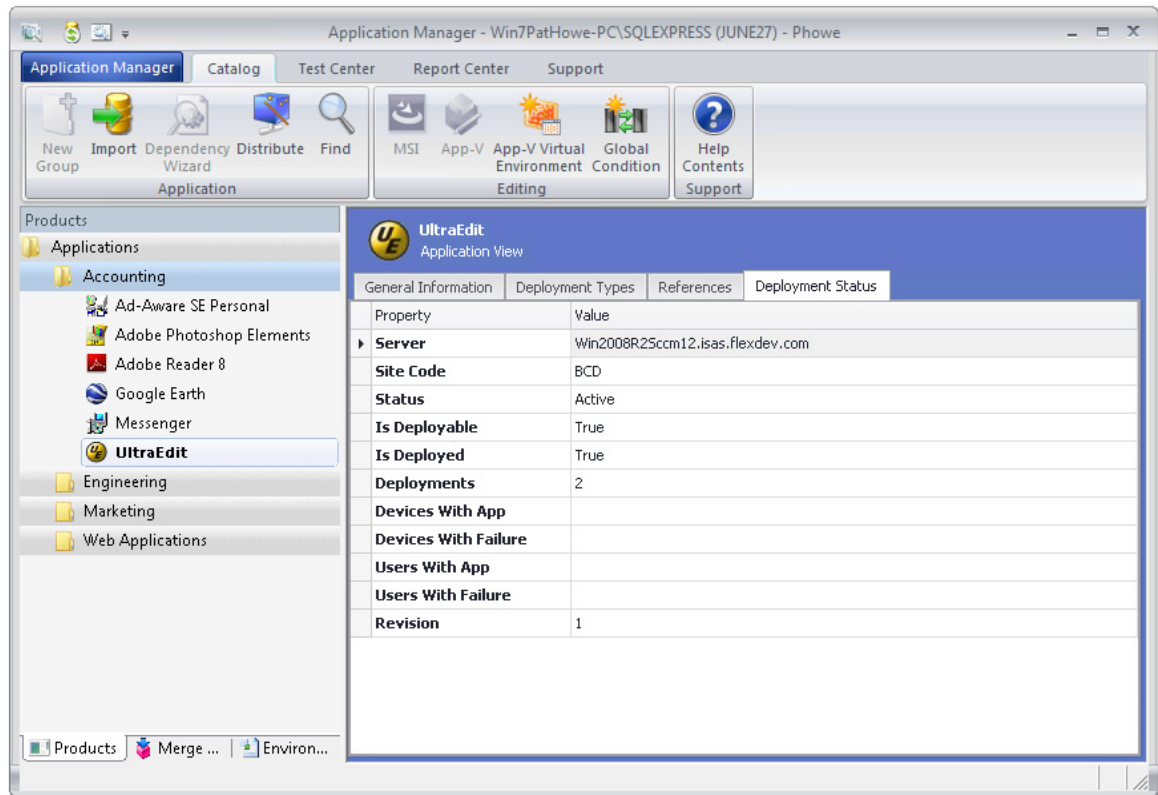 Application Manager - Win7PatHowe-PC\SQLEXPRESS (JUNE27) - Phowe
Application Manager Catalog Test Center Report Center Support
New Group Import Dependency Wizard Distribute Find MSI App-V App-V Virtual Environment Global Condition Help Contents
Application Editing Support
Products
Applications
Accounting
Ad-Aware SE Personal
Adobe Photoshop Elements
Adobe Reader 8
Google Earth
Messenger
UltraEdit
Engineering
Marketing
Web Applications
Products Merge ... Environ...
UE
UltraEdit
Application View
General Information Deployment Types References Deployment Status
Property Value
Server Win2008R2Sccm12.isas.flexdev.com
Site Code BCD
Status Active
Is Deployable True
Is Deployed True
Deployments 2
Devices With App
Devices With Failure
Users With App
Users With Failure
Revision 1